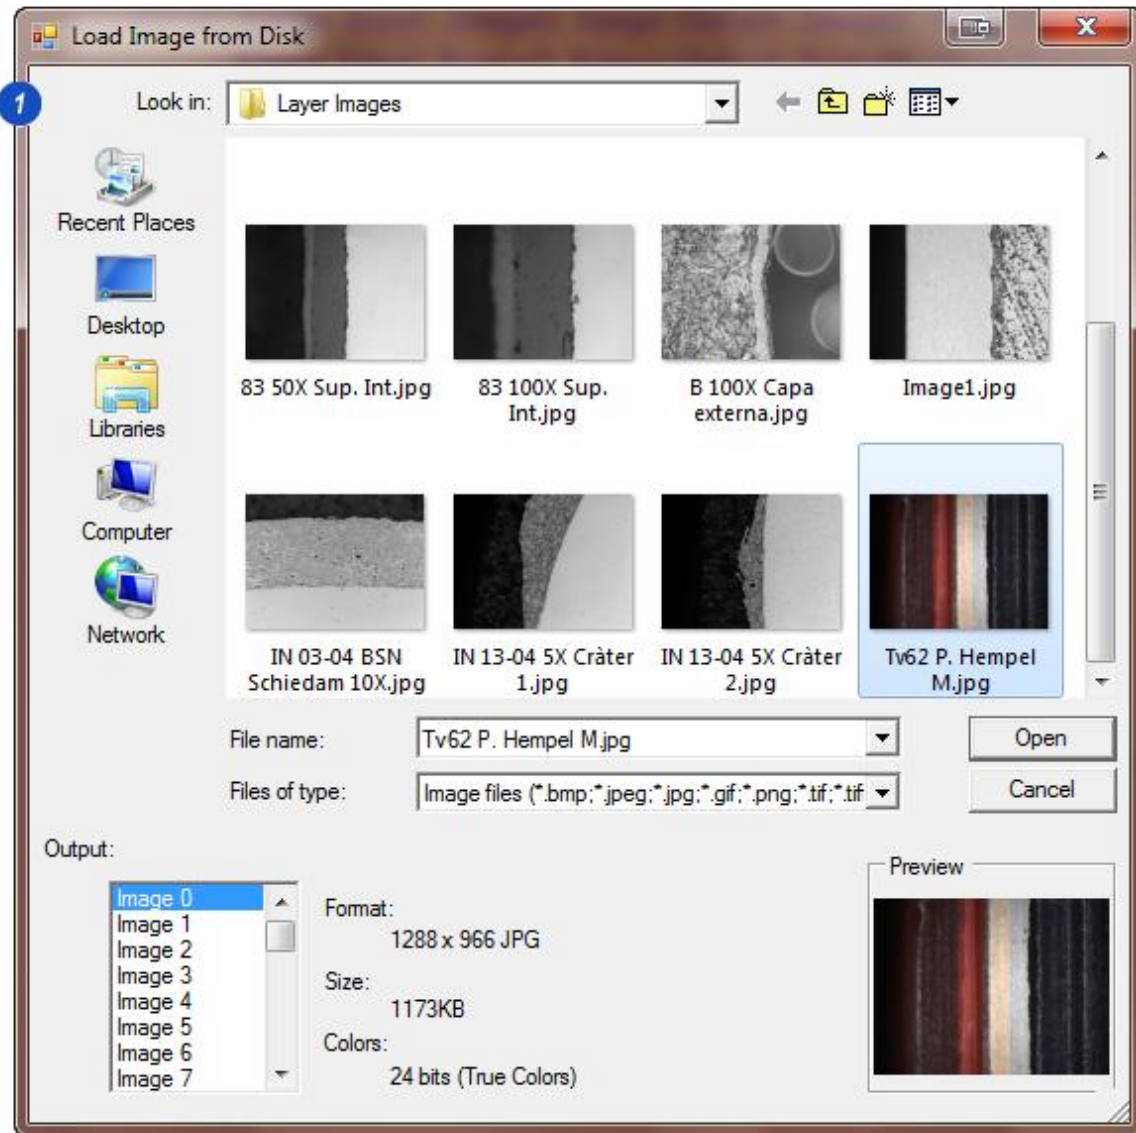 Load Image from Disk
1
Look in:
Layer Images
Recent Places
Desktop
Libraries
Computer
Network
83 50X Sup. Int.jpg
83 100X Sup.
Int.jpg
B 100X Capa
externa.jpg
Image1.jpg
IN 03-04 BSN
Schiedam 10X.jpg
IN 13-04 5X Cràter
1.jpg
IN 13-04 5X Cràter
2.jpg
Tv62 P. Hempel
M.jpg
File name:
Tv62 P. Hempel M.jpg
Open
Files of type:
Image files (*.bmp;*.jpeg;*.jpg;*.gif;*.png;*.tif;*.tif
Cancel
Output:
Image 0
Image 1
Image 2
Image 3
Image 4
Image 5
Image 6
Image 7
Format:
1288 x 966 JPG
Size:
1173KB
Colors:
24 bits (True Colors)
Preview